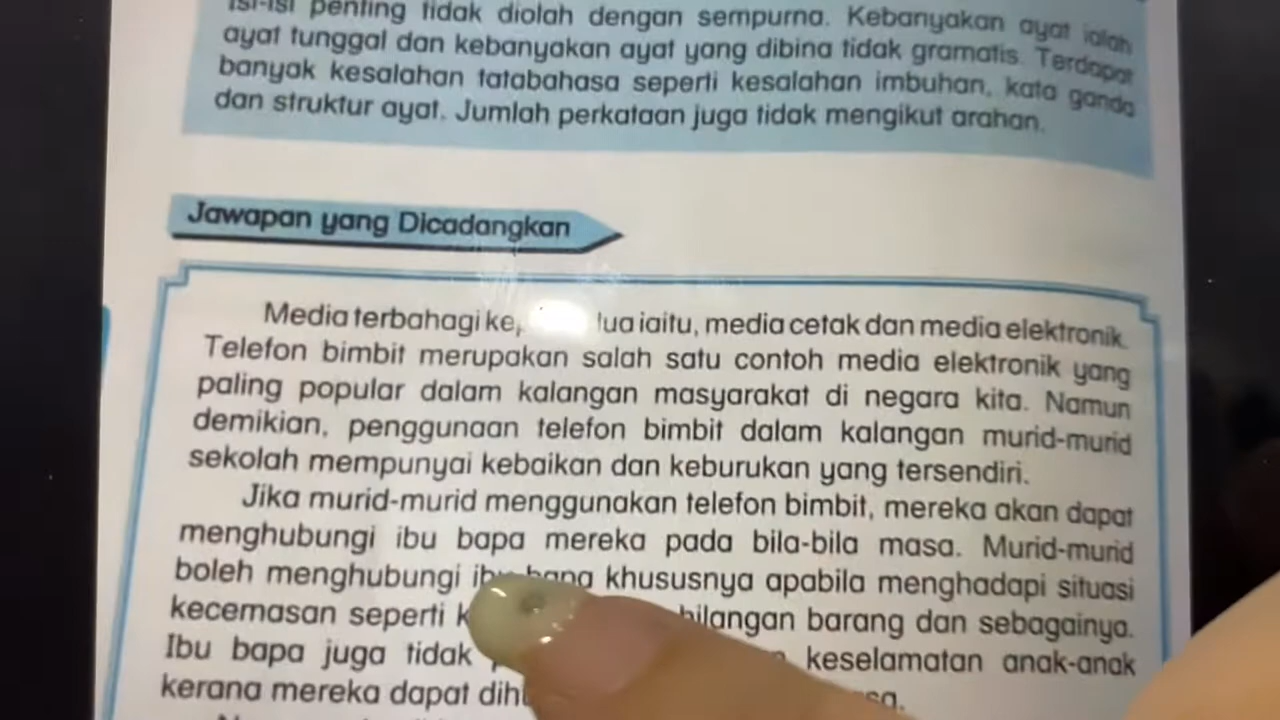 isi-isi penting tidak diolah dengan sempurna. Kebanyakan ayat ialah
ayat tunggal dan kebanyakan ayat yang dibina tidak gramatis. Terdapat
banyak kesalahan tatabahasa seperti kesalahan imbuhan, kata ganda
dan struktur ayat. Jumlah perkataan juga tidak mengikut arahan.
Jawapan yang Dicadangkan
Media terbahagi iaitu, media cetak dan media elektronik.
Telefon bimbit merupakan salah satu contoh media elektronik yang
paling popular dalam kalangan masyarakat di negara kita. Namun
demikian, penggunaan telefon bimbit dalam kalangan murid-murid
sekolah mempunyai kebaikan dan keburukan yang tersendiri.
Jika murid-murid menggunakan telefon bimbit, mereka akan dapat
menghubungi ibu bapa mereka pada bila-bila masa. Murid-murid
boleh menghubungi ibu bapa khususnya apabila menghadapi situasi
kecemasan seperti barang dan sebagainya.
Ibu bapa juga tidak keselamatan anak-anak
kerana mereka dapat